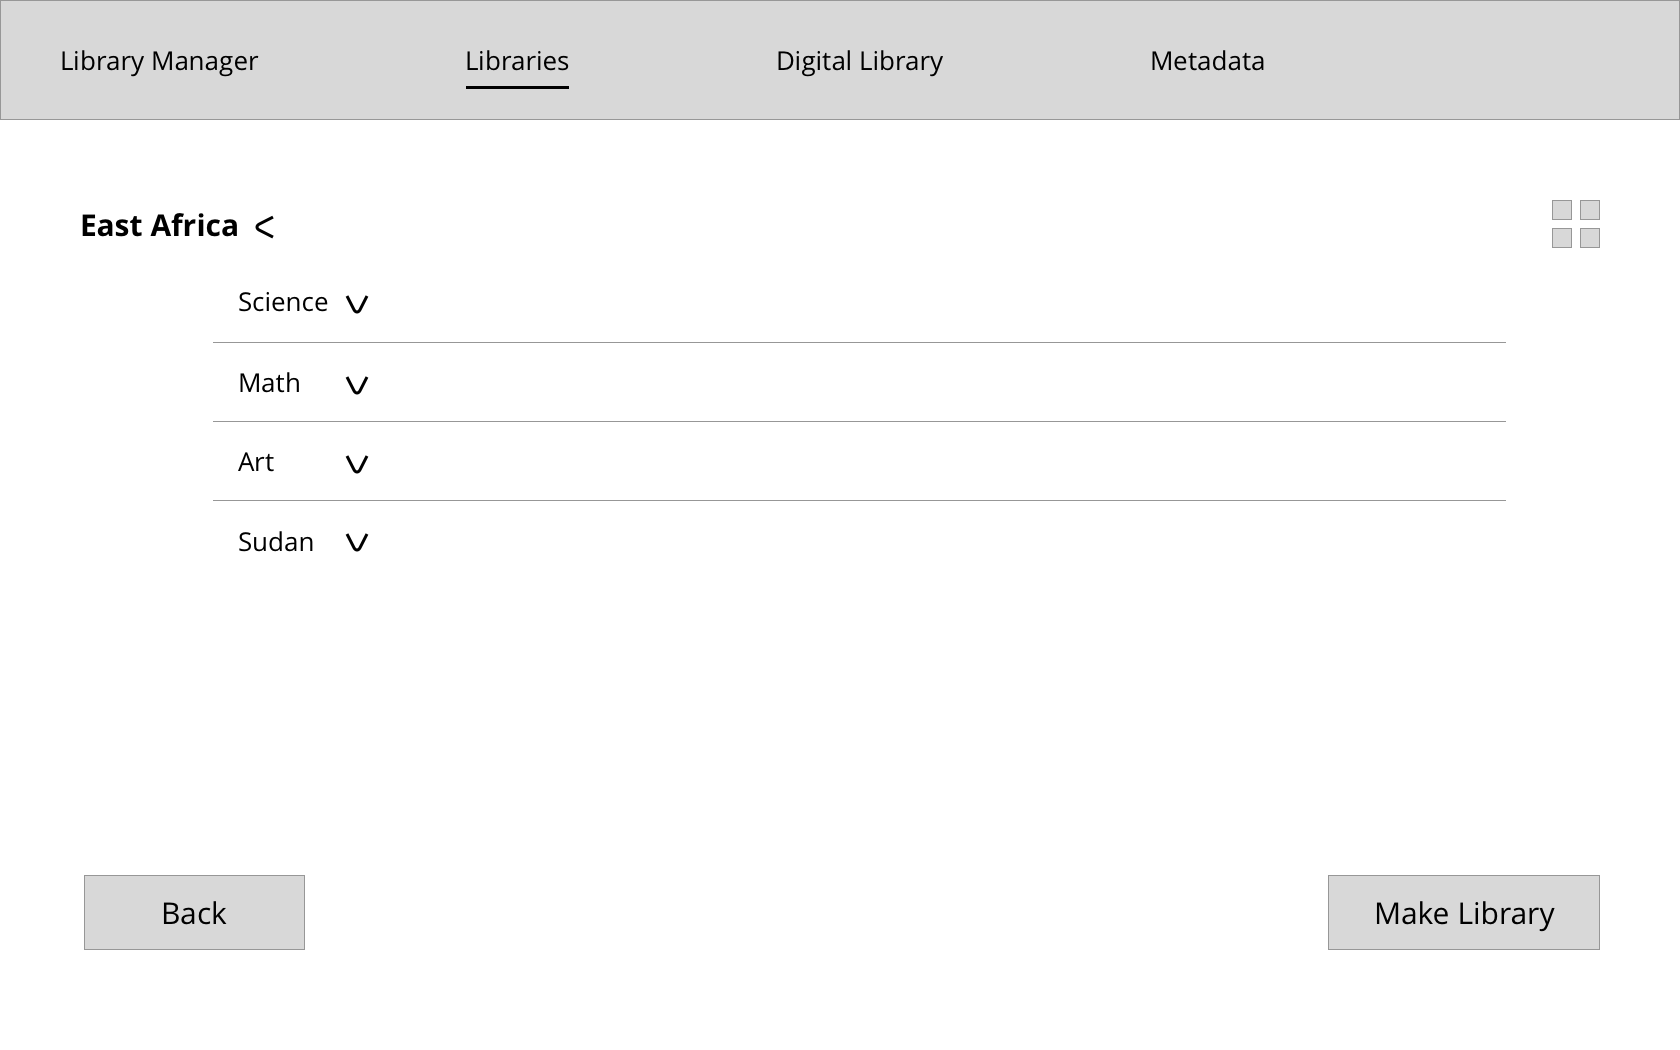 Library Manager Libraries Digital Library Metadata
East Africa
Science
Math
Art
Sudan
Back Make Library